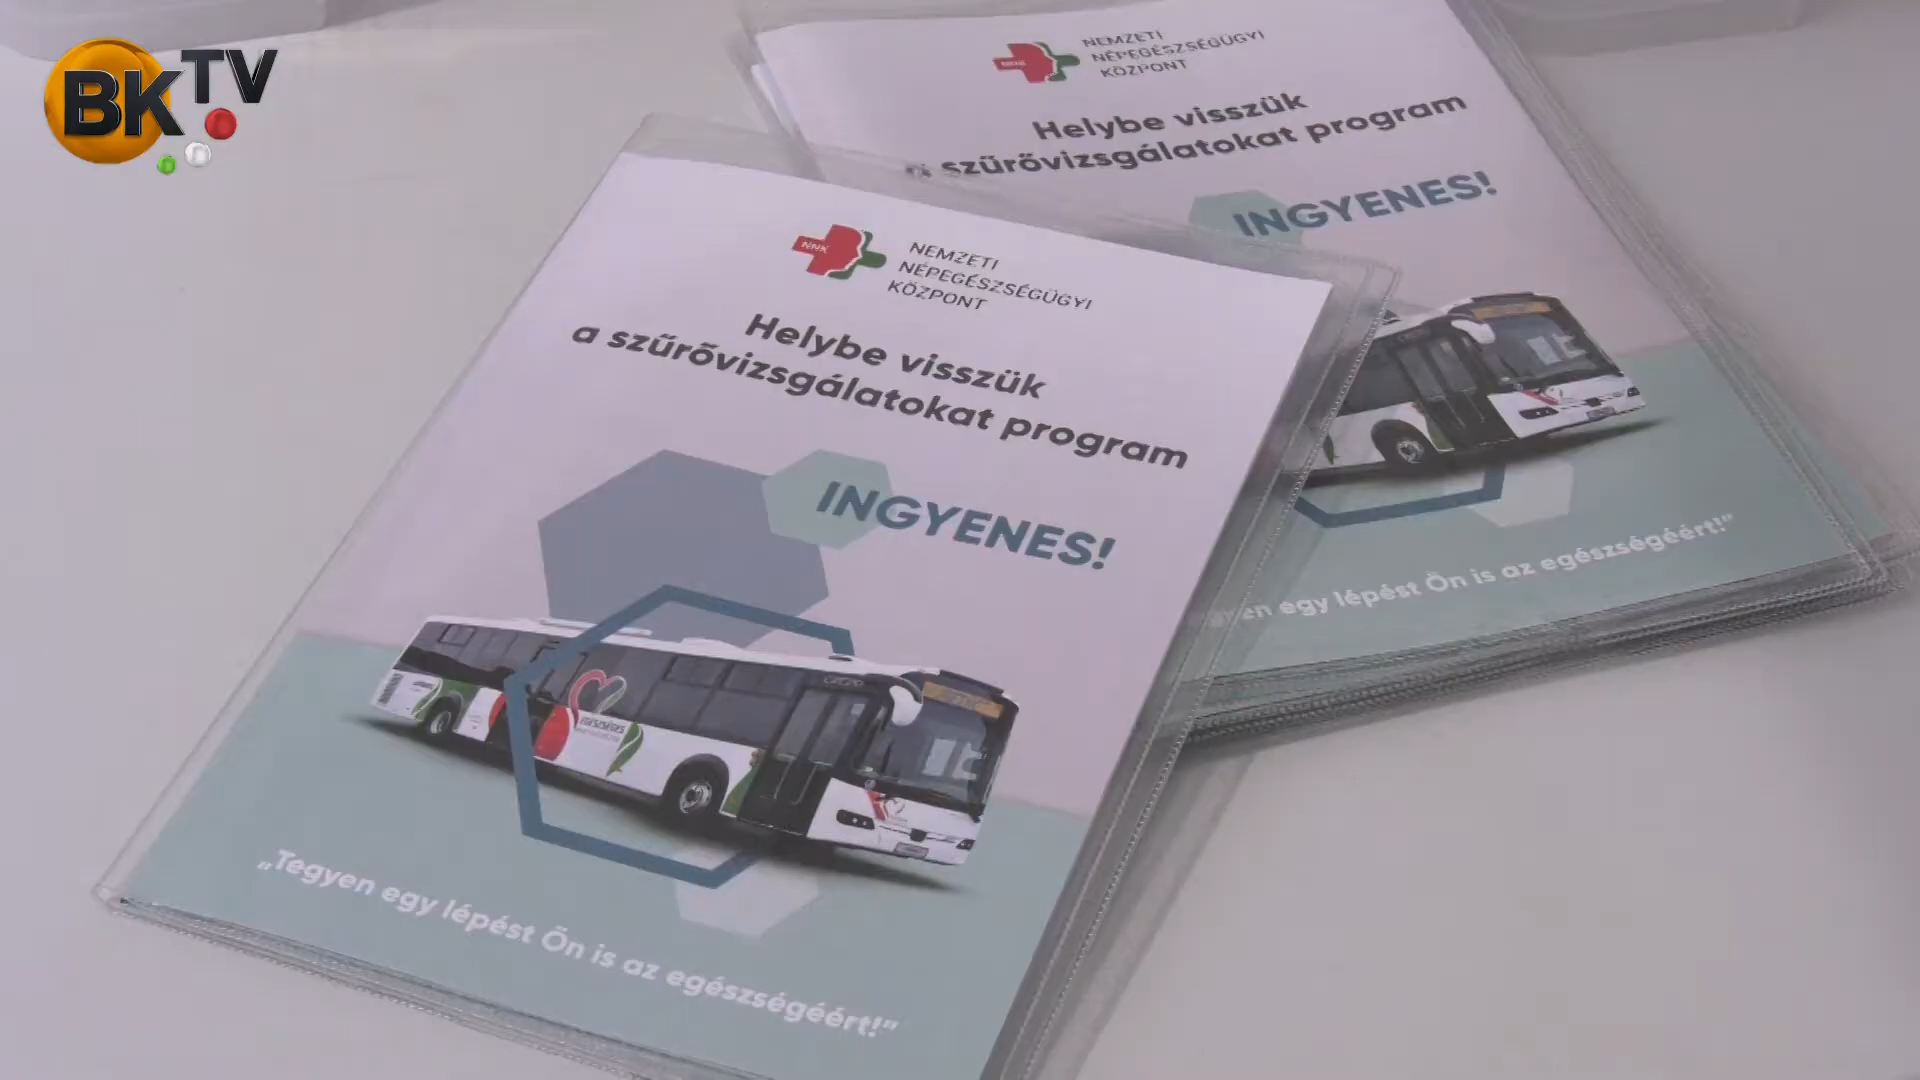 BKTV
NNK
NEMZETI
NÉPEGÉSZSÉGÜGYI
KÖZPONT
Helybe visszük
a szűrővizsgálatokat program
INGYENES!
EGÉSZSÉGES
„Tegyen egy lépést Ön is az egészségéért!”
NEMZETI
NÉPEGÉSZSÉGÜGYI
KÖZPONT
Helybe visszük
a szűrővizsgálatokat program
INGYENES!
egy lépést Ön is az egészségéért!”